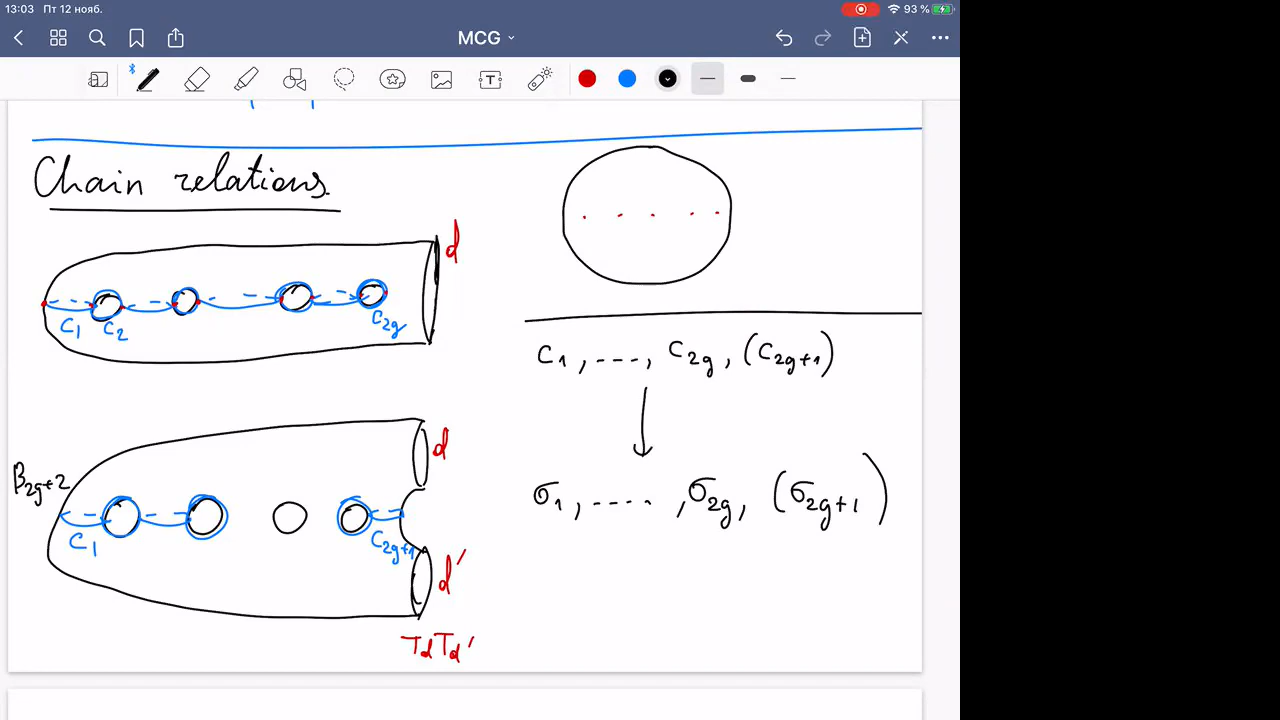 13:03 Пт 12 нояб.
93 %
MCG
Chain relations.
d
C₁ C₂ C₂g
C₁, ...., C₂g, (C₂g+1)
β₂g+2
d
C₁ C₂g+1
σ₁, ...., σ₂g, (σ₂g+1)
d′
TdTd′